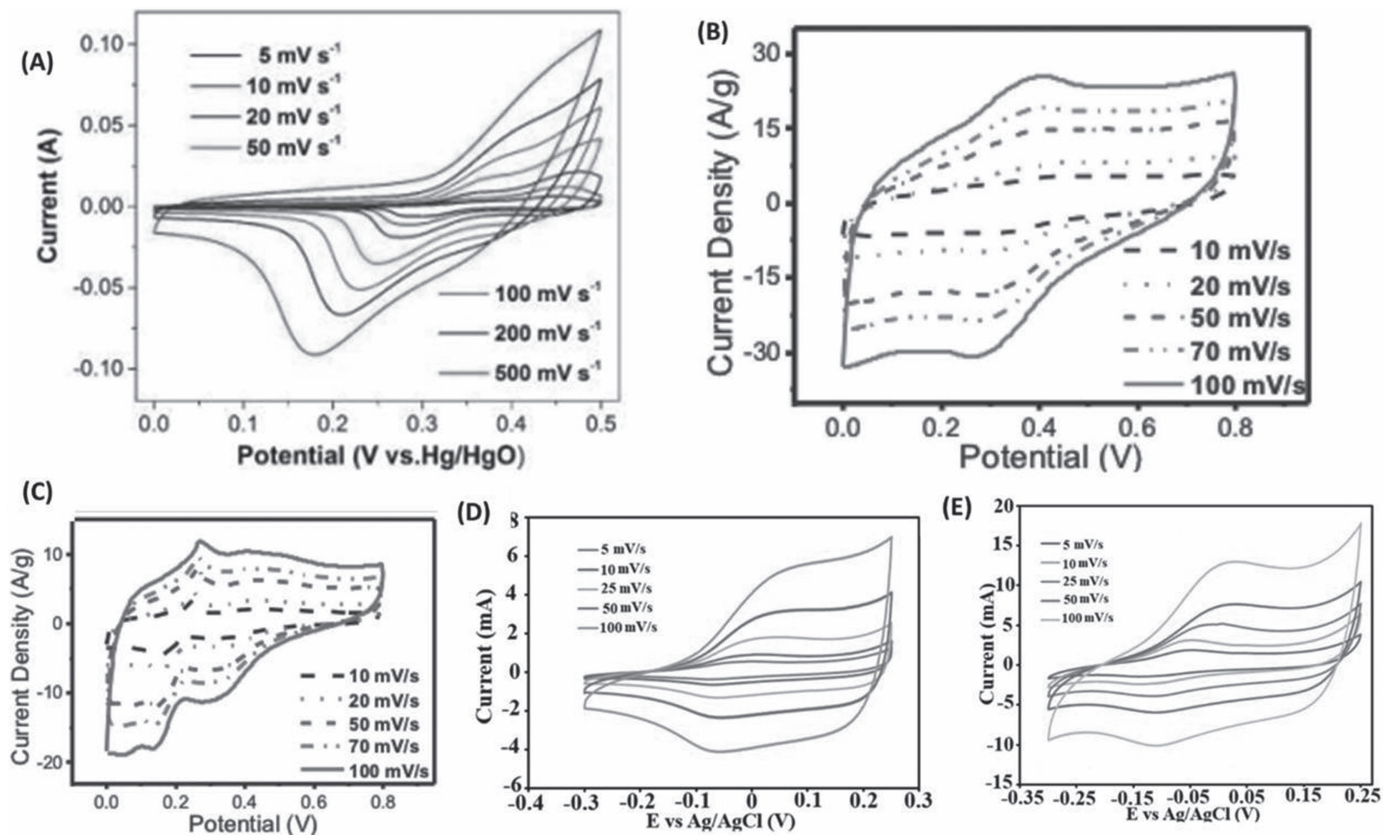 (A)
0.10
0.05
0.00
-0.05
-0.10
Current (A)
5 mV s-1
10 mV s-1
20 mV s-1
50 mV s-1
100 mV s-1
200 mV s-1
500 mV s-1
0.0 0.1 0.2 0.3 0.4 0.5
Potential (V vs.Hg/HgO)
(B)
30
15
0
-15
-30
Current Density (A/g)
10 mV/s
20 mV/s
50 mV/s
70 mV/s
100 mV/s
0.0 0.2 0.4 0.6 0.8
Potential (V)
(C)
10
0
-10
-20
Current Density (A/g)
10 mV/s
20 mV/s
50 mV/s
70 mV/s
100 mV/s
0.0 0.2 0.4 0.6 0.8
Potential (V)
(D)
8
6
4
2
0
-2
-4
-6
Current (mA)
5 mV/s
10 mV/s
25 mV/s
50 mV/s
100 mV/s
-0.4 -0.3 -0.2 -0.1 0 0.1 0.2 0.3
E vs Ag/AgCl (V)
(E)
20
15
10
5
0
-5
-10
-15
Current (mA)
5 mV/s
10 mV/s
25 mV/s
50 mV/s
100 mV/s
-0.35 -0.25 -0.15 -0.05 0.05 0.15 0.25
E vs Ag/AgCl (V)